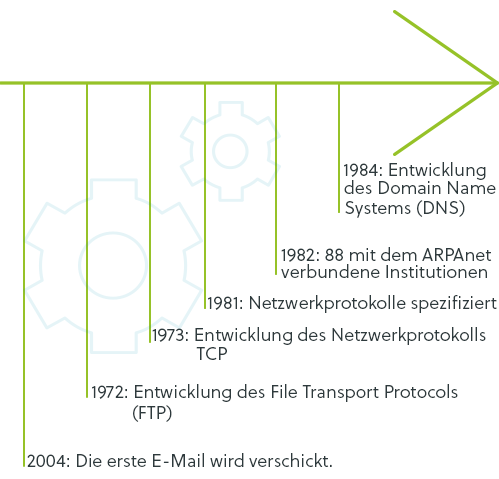 1984: Entwicklung
des Domain Name
Systems (DNS)
1982: 88 mit dem ARPAnet
verbundene Institutionen
1981: Netzwerkprotokolle spezifiziert
1973: Entwicklung des Netzwerkprotokolls
TCP
1972: Entwicklung des File Transport Protocols
(FTP)
2004: Die erste E-Mail wird verschickt.